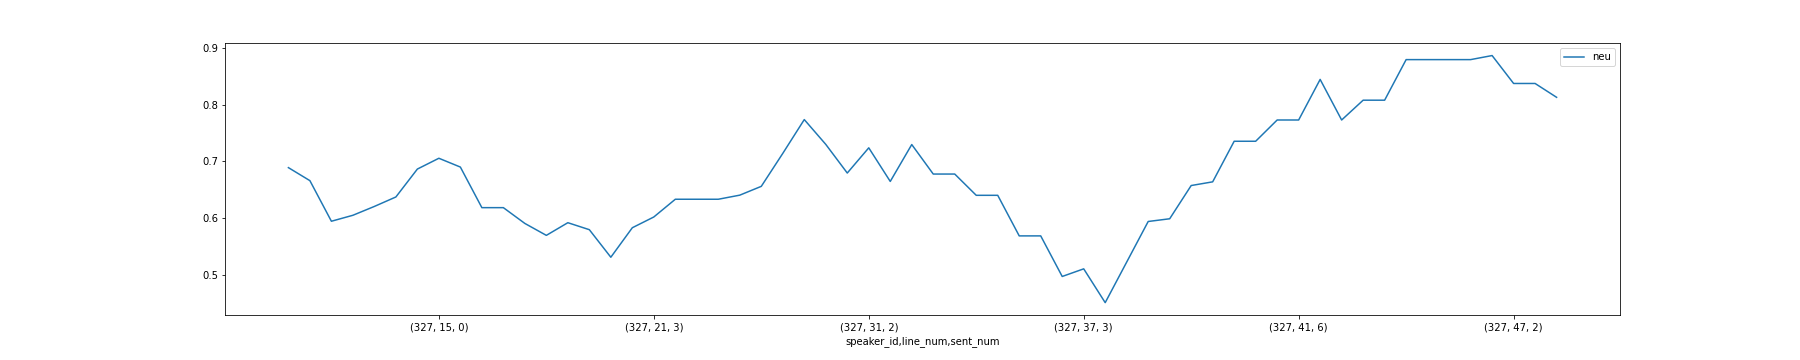 0.9
0.8
0.7
0.6
0.5
neu
(327, 15, 0)
(327, 21, 3)
(327, 31, 2)
(327, 37, 3)
(327, 41, 6)
(327, 47, 2)
speaker_id,line_num,sent_num